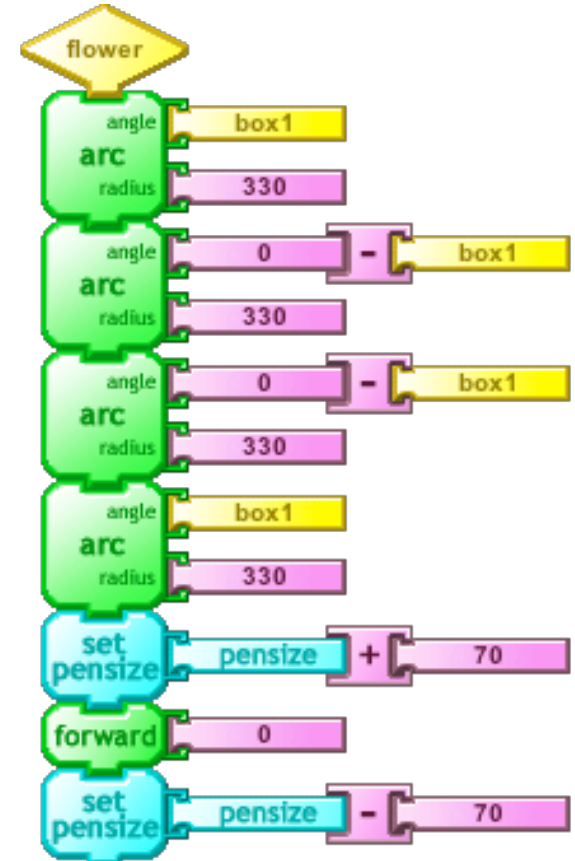 flower
angle box1
arc
radius 330
angle 0 - box1
arc
radius 330
angle 0 - box1
arc
radius 330
angle box1
arc
radius 330
set
pensize pensize + 70
forward 0
set
pensize pensize - 70